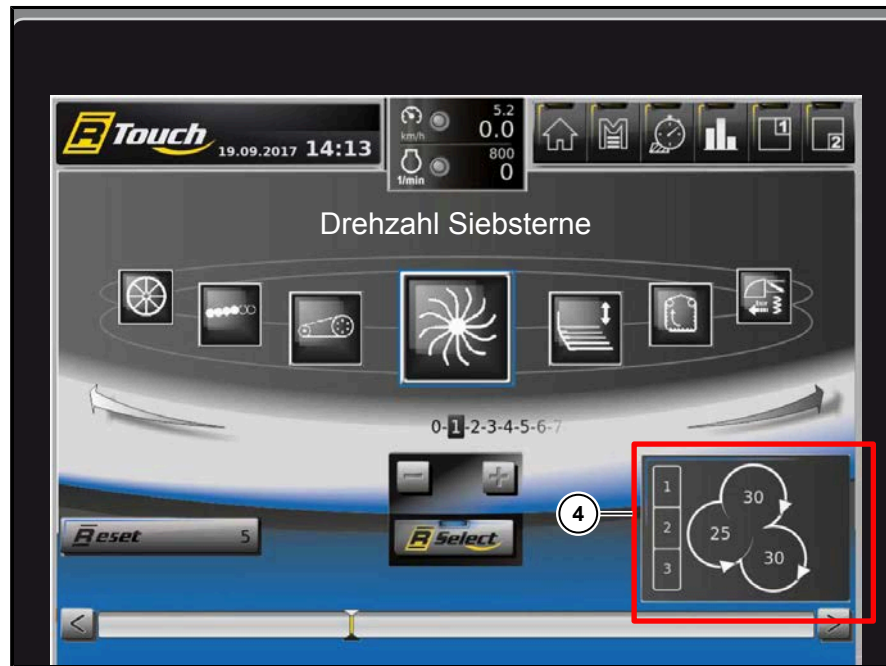 R Touch 19.09.2017 14:13
km/h 5.2
0.0
1/min 800
0
1
2
Drehzahl Siebsterne
0-1-2-3-4-5-6-7
- +
Reset 5
R Select
4
1
2
3
30
25
30
< >